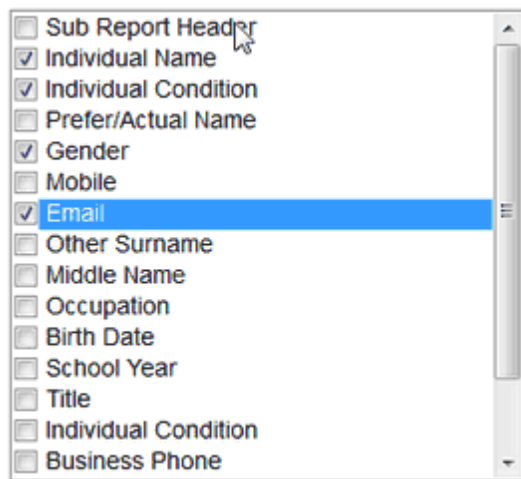 Sub Report Header
Individual Name
Individual Condition
Prefer/Actual Name
Gender
Mobile
Email
Other Surname
Middle Name
Occupation
Birth Date
School Year
Title
Individual Condition
Business Phone